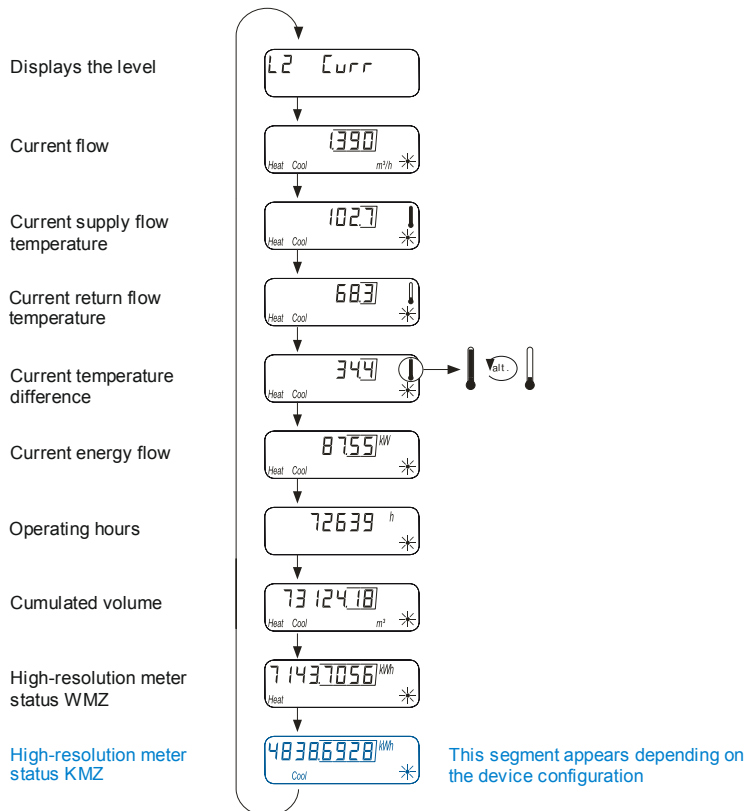 Displays the level
L2 Curr
Current flow
1.390
Heat Cool m³/h
Current supply flow
temperature
102.7
Heat Cool
Current return flow
temperature
68.3
Heat Cool
Current temperature
difference
34.4
Heat Cool
alt.
Current energy flow
87.55 kW
Heat Cool
Operating hours
72639 h
Cumulated volume
73124.18
Heat Cool m³
High-resolution meter
status WMZ
7143.7056 kWh
Heat
High-resolution meter
status KMZ
4838.6928 kWh
Cool
This segment appears depending on
the device configuration